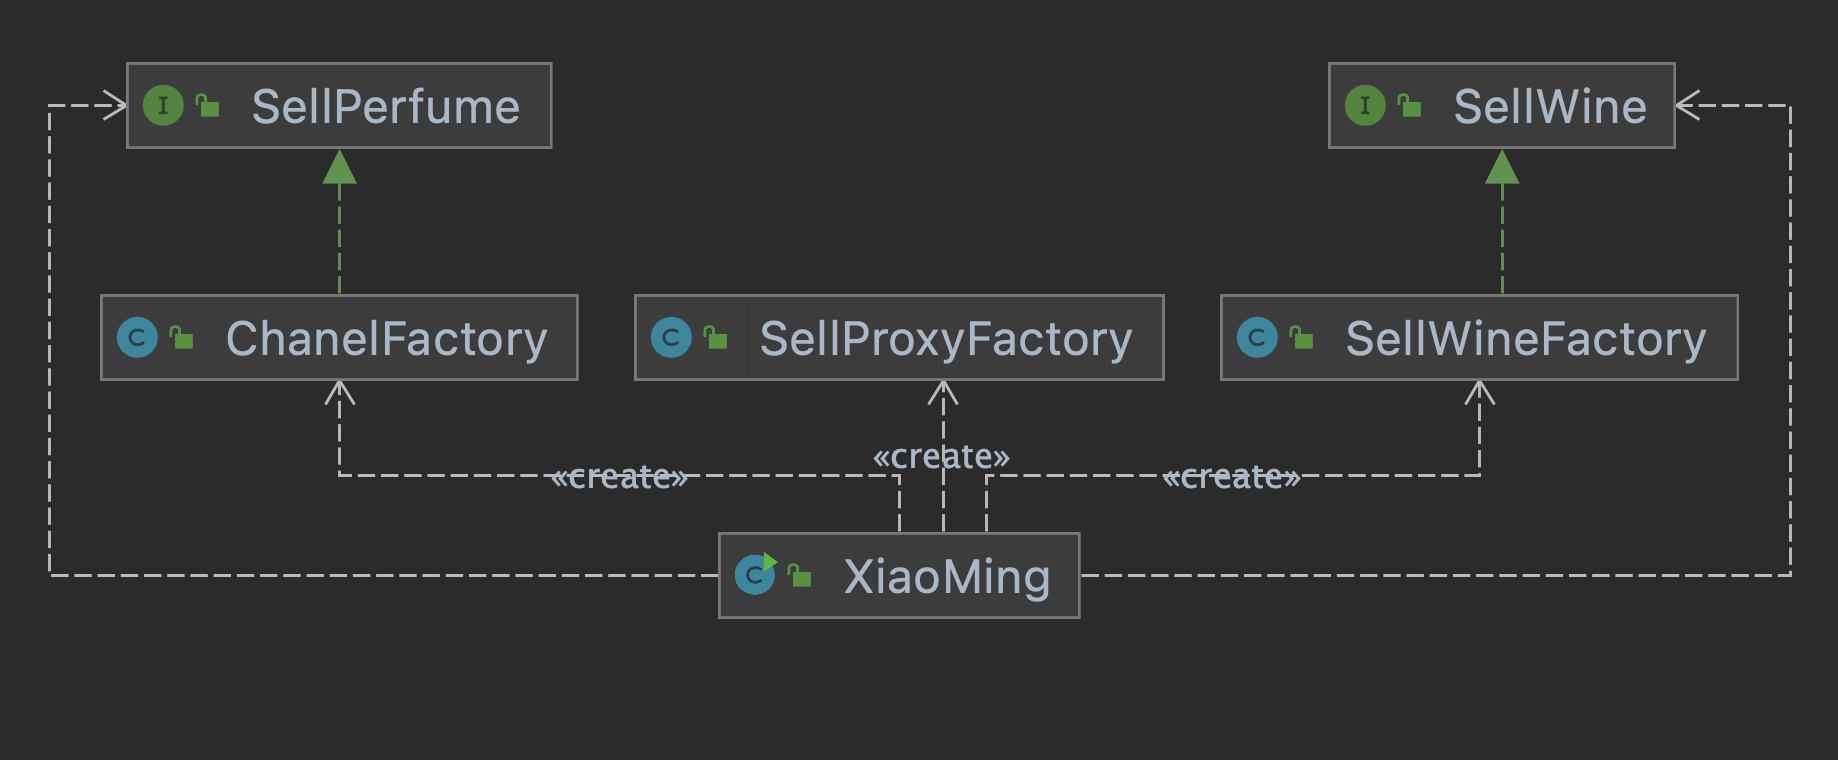 SellPerfume
SellWine
ChanelFactory
SellProxyFactory
SellWineFactory
«create»
«create»
«create»
XiaoMing